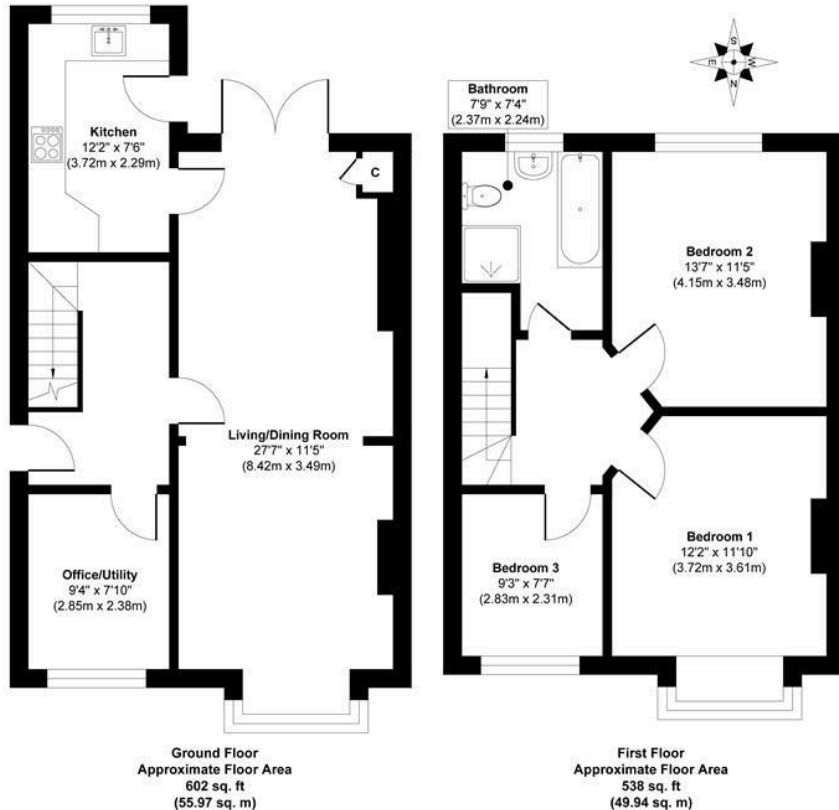 Kitchen
12'2" x 7'6"
(3.72m x 2.29m)
C
Living/Dining Room
27'7" x 11'5"
(8.42m x 3.49m)
Office/Utility
9'4" x 7'10"
(2.85m x 2.38m)
Ground Floor
Approximate Floor Area
602 sq. ft
(55.97 sq. m)
S
E
W
N
Bathroom
7'9" x 7'4"
(2.37m x 2.24m)
Bedroom 2
13'7" x 11'5"
(4.15m x 3.48m)
Bedroom 1
12'2" x 11'10"
(3.72m x 3.61m)
Bedroom 3
9'3" x 7'7"
(2.83m x 2.31m)
First Floor
Approximate Floor Area
538 sq. ft
(49.94 sq. m)